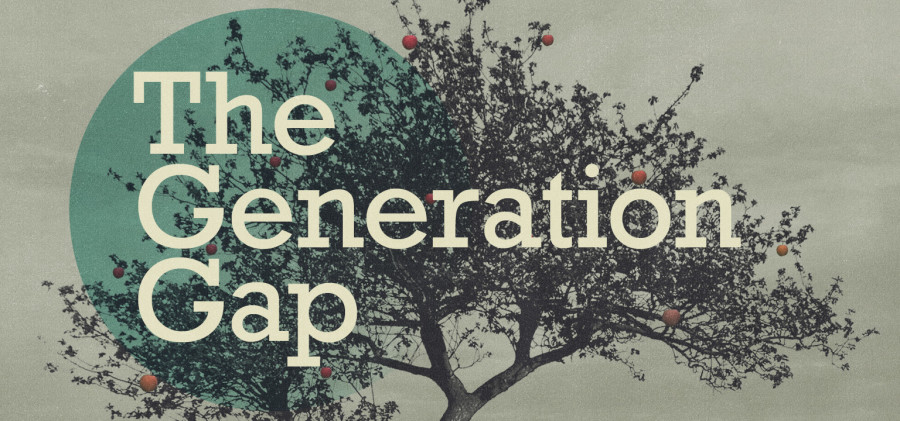 The
Generation
Gap